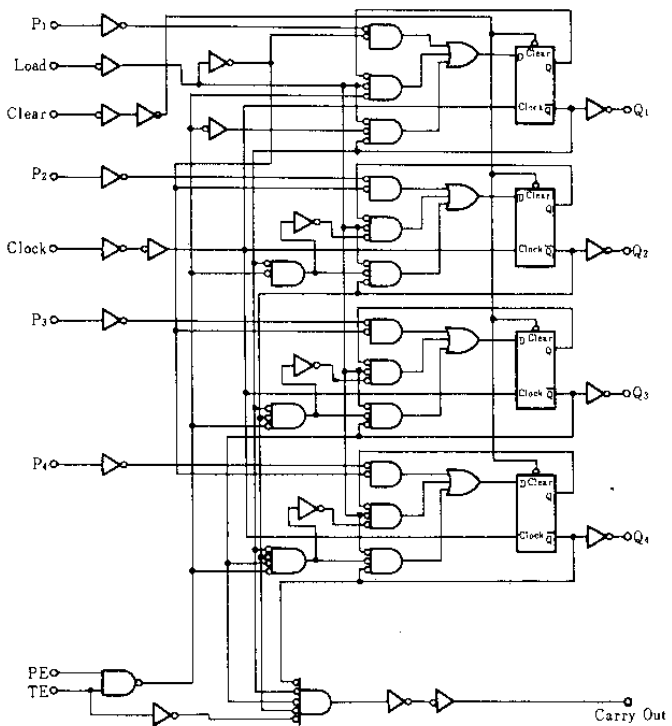 P1
Load
Clear
P2
Clock
P3
P4
PE
TE
D Clear
Q
Clock Q̅
Q1
D Clear
Q
Clock Q̅
Q2
D Clear
Q
Clock Q̅
Q3
D Clear
Q
Clock Q̅
Q4
Carry Out